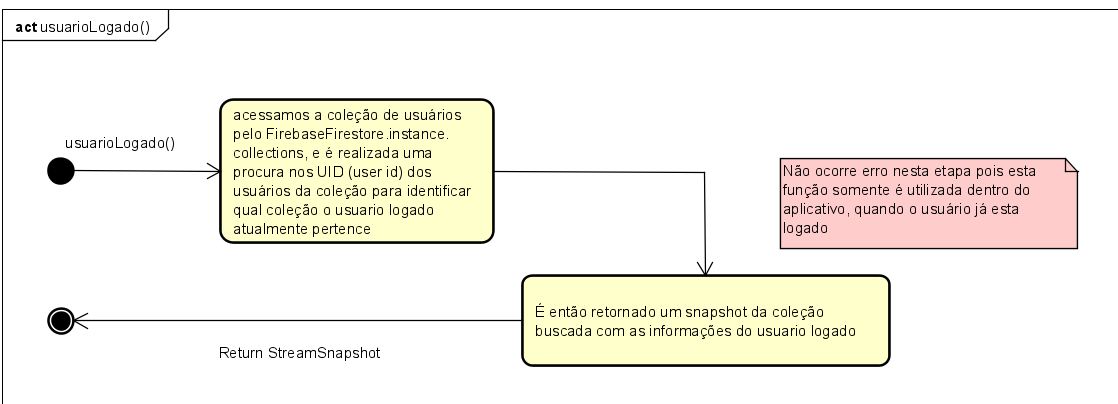 act usuarioLogado()
usuarioLogado()
acessamos a coleção de usuários
pelo FirebaseFirestore.instance.
collections, e é realizada uma
procura nos UID (user id) dos
usuários da coleção para identificar
qual coleção o usuario logado
atualmente pertence
Não ocorre erro nesta etapa pois esta
função somente é utilizada dentro do
aplicativo, quando o usuário já esta
logado
É então retornado um snapshot da coleção
buscada com as informações do usuario logado
Return StreamSnapshot